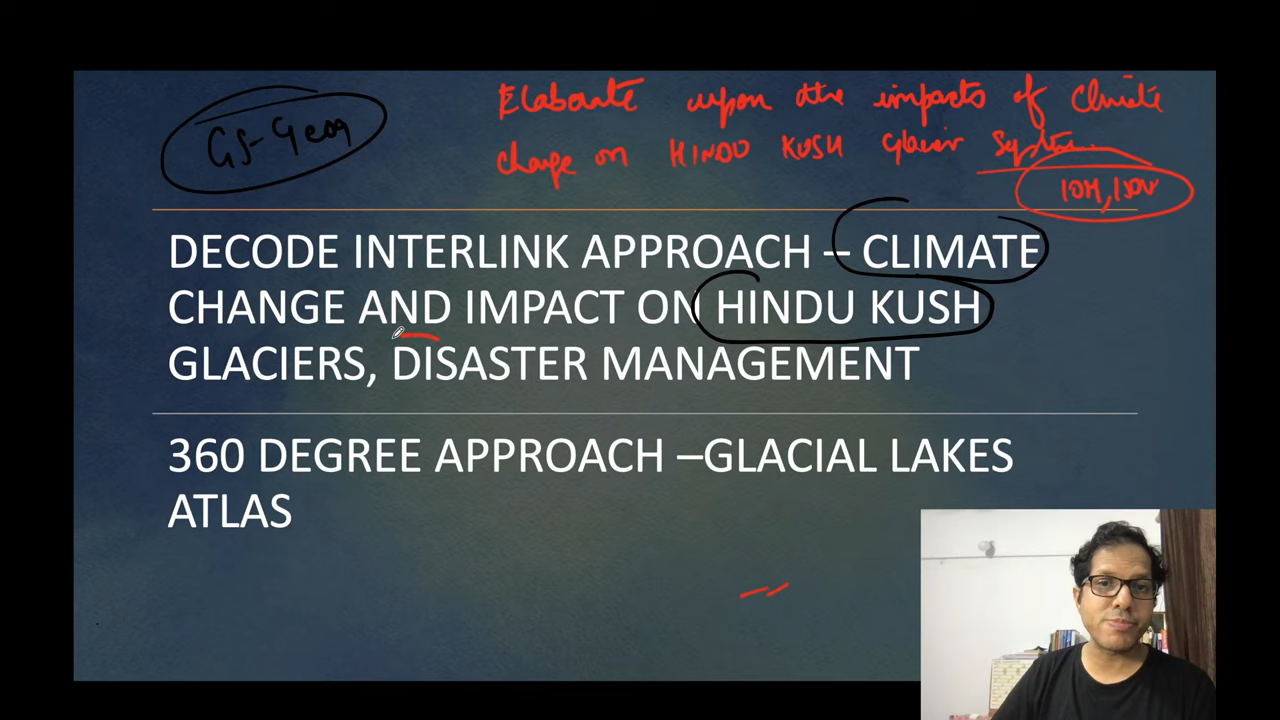 GS-Geog
Elaborate upon the impacts of Climate
change on HINDU KUSH Glacier System.
10M, 150W
DECODE INTERLINK APPROACH – CLIMATE
CHANGE AND IMPACT ON HINDU KUSH
GLACIERS, DISASTER MANAGEMENT
360 DEGREE APPROACH –GLACIAL LAKES
ATLAS